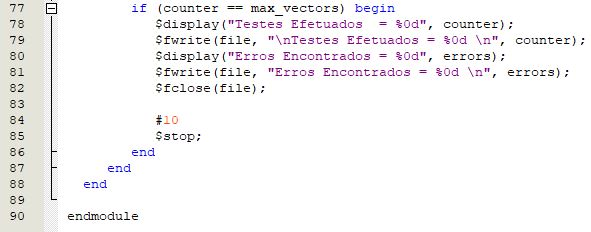 77 if (counter == max_vectors) begin
78 $display("Testes Efetuados  = %0d", counter);
79 $fwrite(file, "\nTestes Efetuados = %0d \n", counter);
80 $display("Erros Encontrados = %0d", errors);
81 $fwrite(file, "Erros Encontrados = %0d \n", errors);
82 $fclose(file);
83
84 #10
85 $stop;
86 end
87 end
88 end
89
90 endmodule